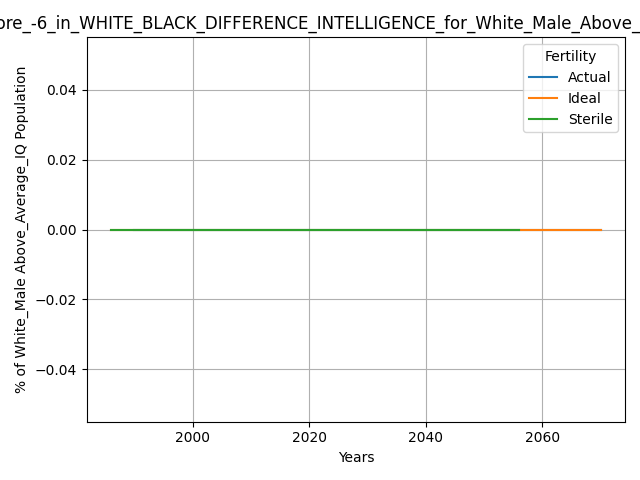 ore_-6_in_WHITE_BLACK_DIFFERENCE_INTELLIGENCE_for_White_Male_Above_
% of White_Male Above_Average_IQ Population
0.04
0.02
0.00
−0.02
−0.04
Fertility
Actual
Ideal
Sterile
2000 2020 2040 2060
Years